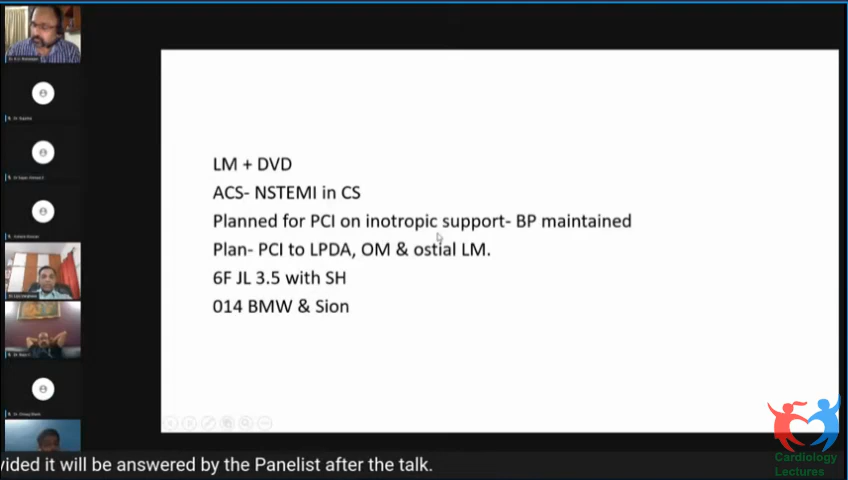 LM + DVD
ACS- NSTEMI in CS
Planned for PCI on inotropic support- BP maintained
Plan- PCI to LPDA, OM & ostial LM.
6F JL 3.5 with SH
014 BMW & Sion
Cardiology
Lectures
vided it will be answered by the Panelist after the talk.